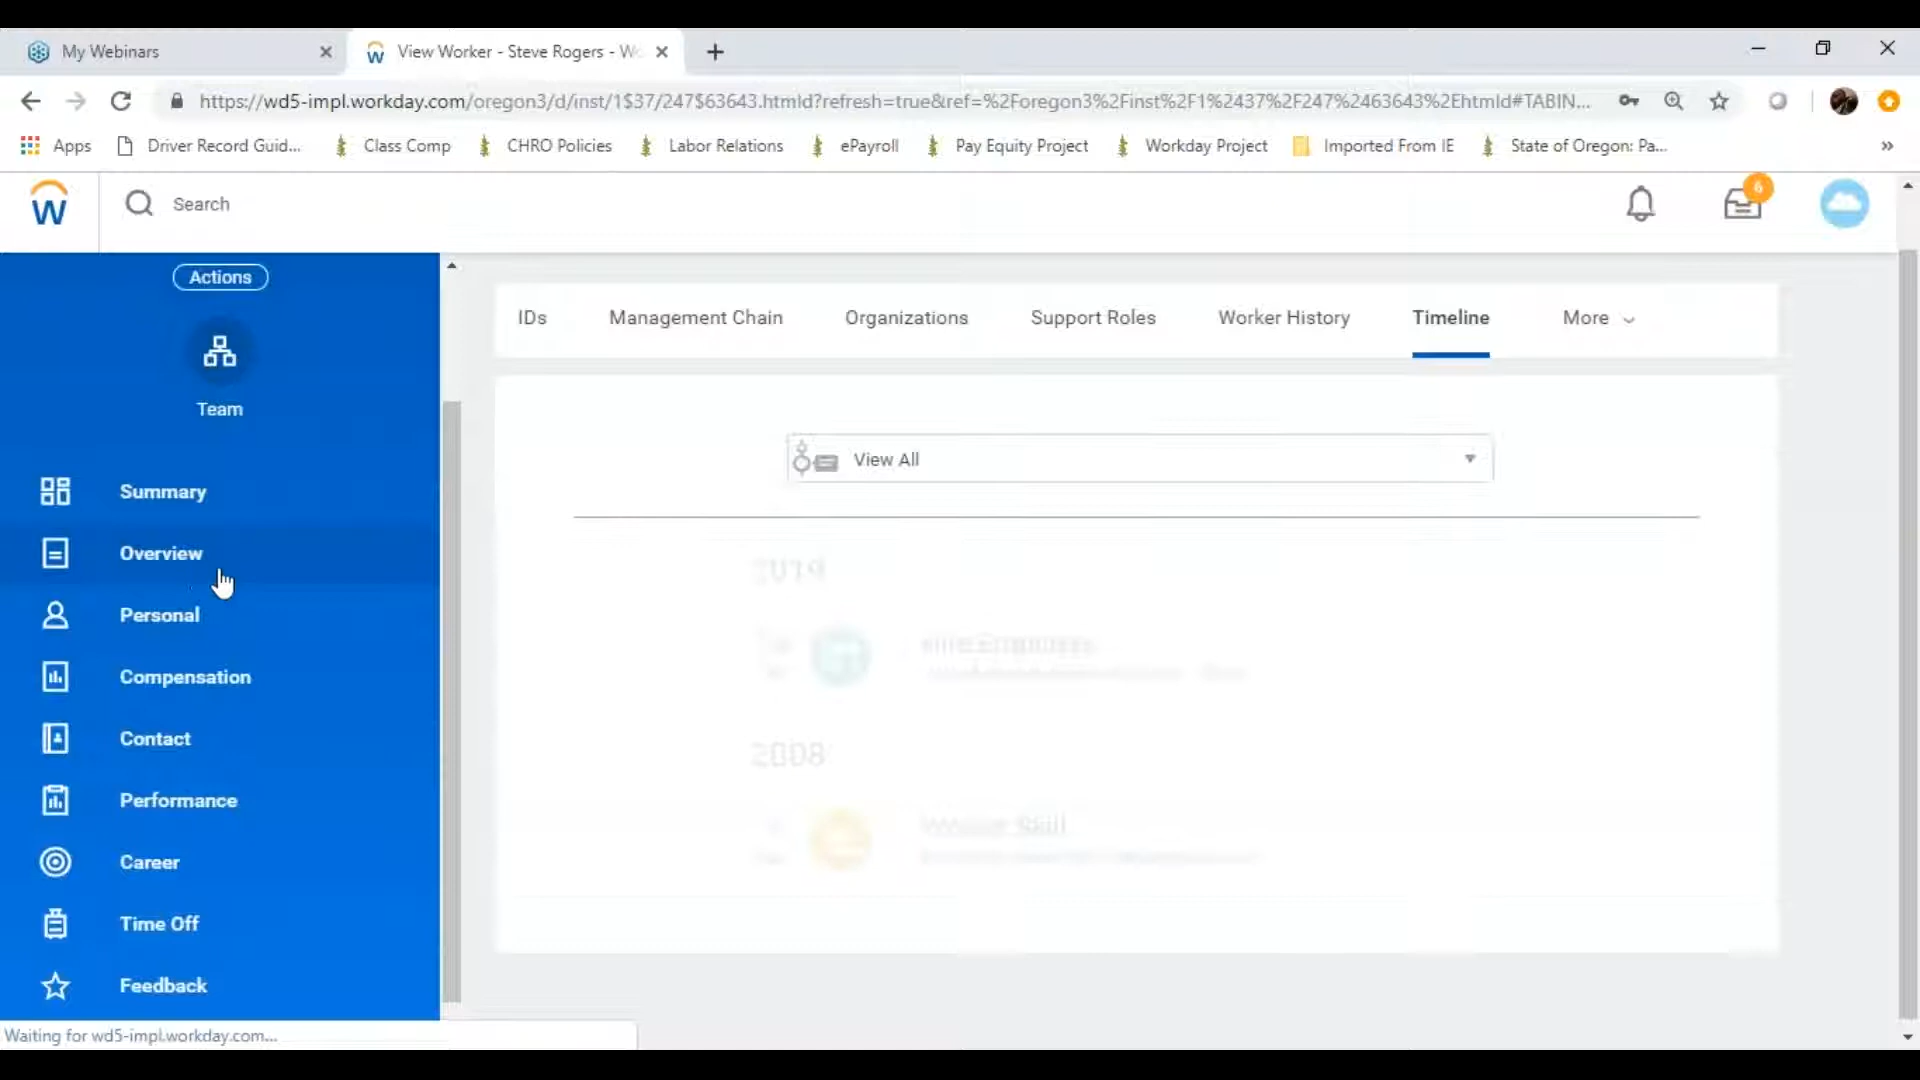 My Webinars
View Worker - Steve Rogers - Wo
https://wd5-impl.workday.com/oregon3/d/inst/1$37/247$63643.htmld?refresh=true&ref=%2Foregon3%2Finst%2F1%2437%2F247%2463643%2Ehtmld#TABIN...
Apps
Driver Record Guid...
Class Comp
CHRO Policies
Labor Relations
ePayroll
Pay Equity Project
Workday Project
Imported From IE
State of Oregon: Pa...
»
W
Search
6
Actions
Team
Summary
Overview
Personal
Compensation
Contact
Performance
Career
Time Off
Feedback
IDs
Management Chain
Organizations
Support Roles
Worker History
Timeline
More
View All
2019
2008
Skill
Waiting for wd5-impl.workday.com...